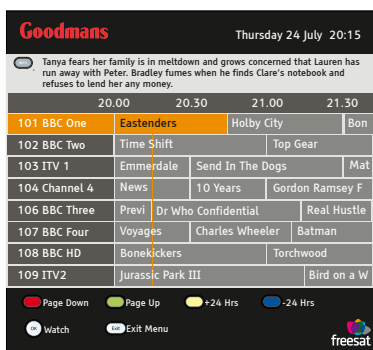 Goodmans
Thursday 24 July 20:15
Tanya fears her family is in meltdown and grows concerned that Lauren has
run away with Peter. Bradley fumes when he finds Clare's notebook and
refuses to lend her any money.
20.00 20.30 21.00 21.30
101 BBC One Eastenders Holby City Bon
102 BBC Two Time Shift Top Gear
103 ITV 1 Emmerdale Send In The Dogs Mat
104 Channel 4 News 10 Years Gordon Ramsey F
106 BBC Three Previ Dr Who Confidential Real Hustle
107 BBC Four Voyages Charles Wheeler Batman
108 BBC HD Bonekickers Torchwood
109 ITV2 Jurassic Park III Bird on a W
Page Down Page Up +24 Hrs -24 Hrs
OK Watch Exit Exit Menu
freesat